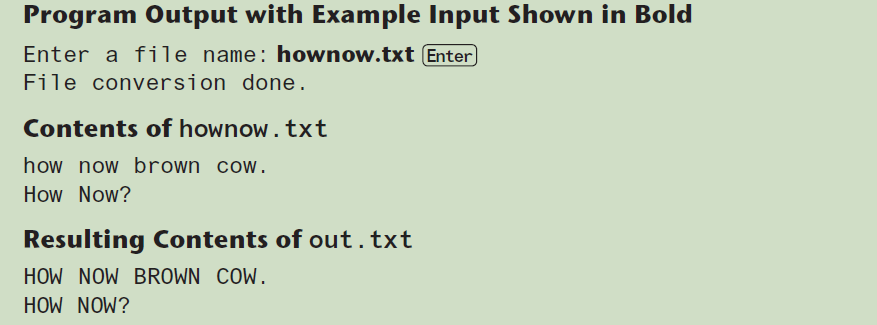 Program Output with Example Input Shown in Bold
Enter a file name: hownow.txt Enter
File conversion done.
Contents of hownow.txt
how now brown cow.
How Now?
Resulting Contents of out.txt
HOW NOW BROWN COW.
HOW NOW?